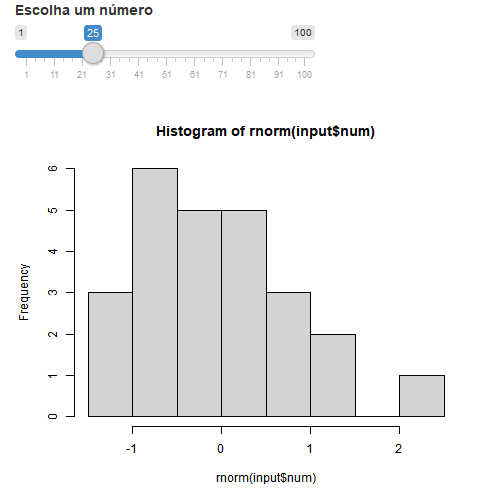 Escolha um número
1 25 100
1 11 21 31 41 51 61 71 81 91 100
Histogram of rnorm(input$num)
6
5
4
3
2
1
0
Frequency
-1 0 1 2
rnorm(input$num)